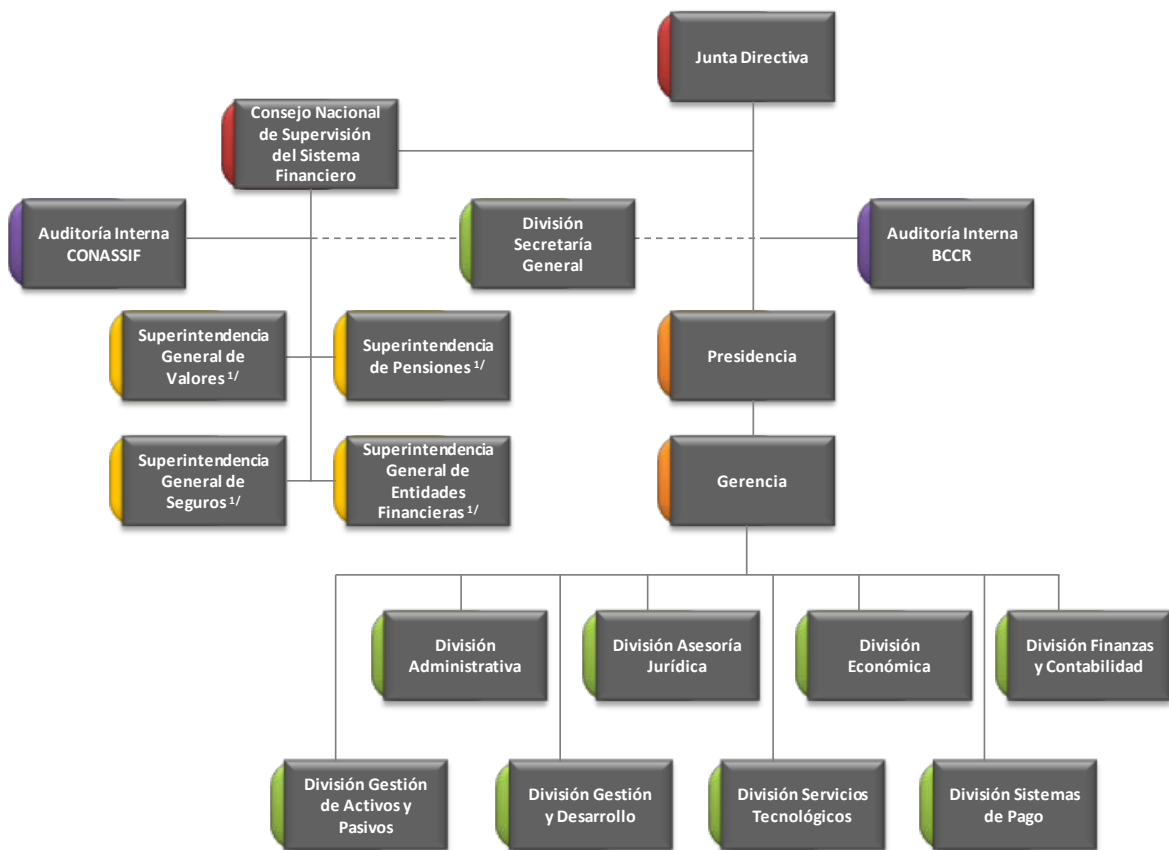 Junta Directiva
Consejo Nacional
de Supervisión
del Sistema
Financiero
Auditoría Interna
CONASSIF
División
Secretaría
General
Auditoría Interna
BCCR
Superintendencia
General de
Valores 1/
Superintendencia
de Pensiones 1/
Presidencia
Superintendencia
General de
Seguros 1/
Superintendencia
General de
Entidades
Financieras 1/
Gerencia
División
Administrativa
División Asesoría
Jurídica
División
Económica
División Finanzas
y Contabilidad
División Gestión
de Activos y
Pasivos
División Gestión
y Desarrollo
División Servicios
Tecnológicos
División Sistemas
de Pago